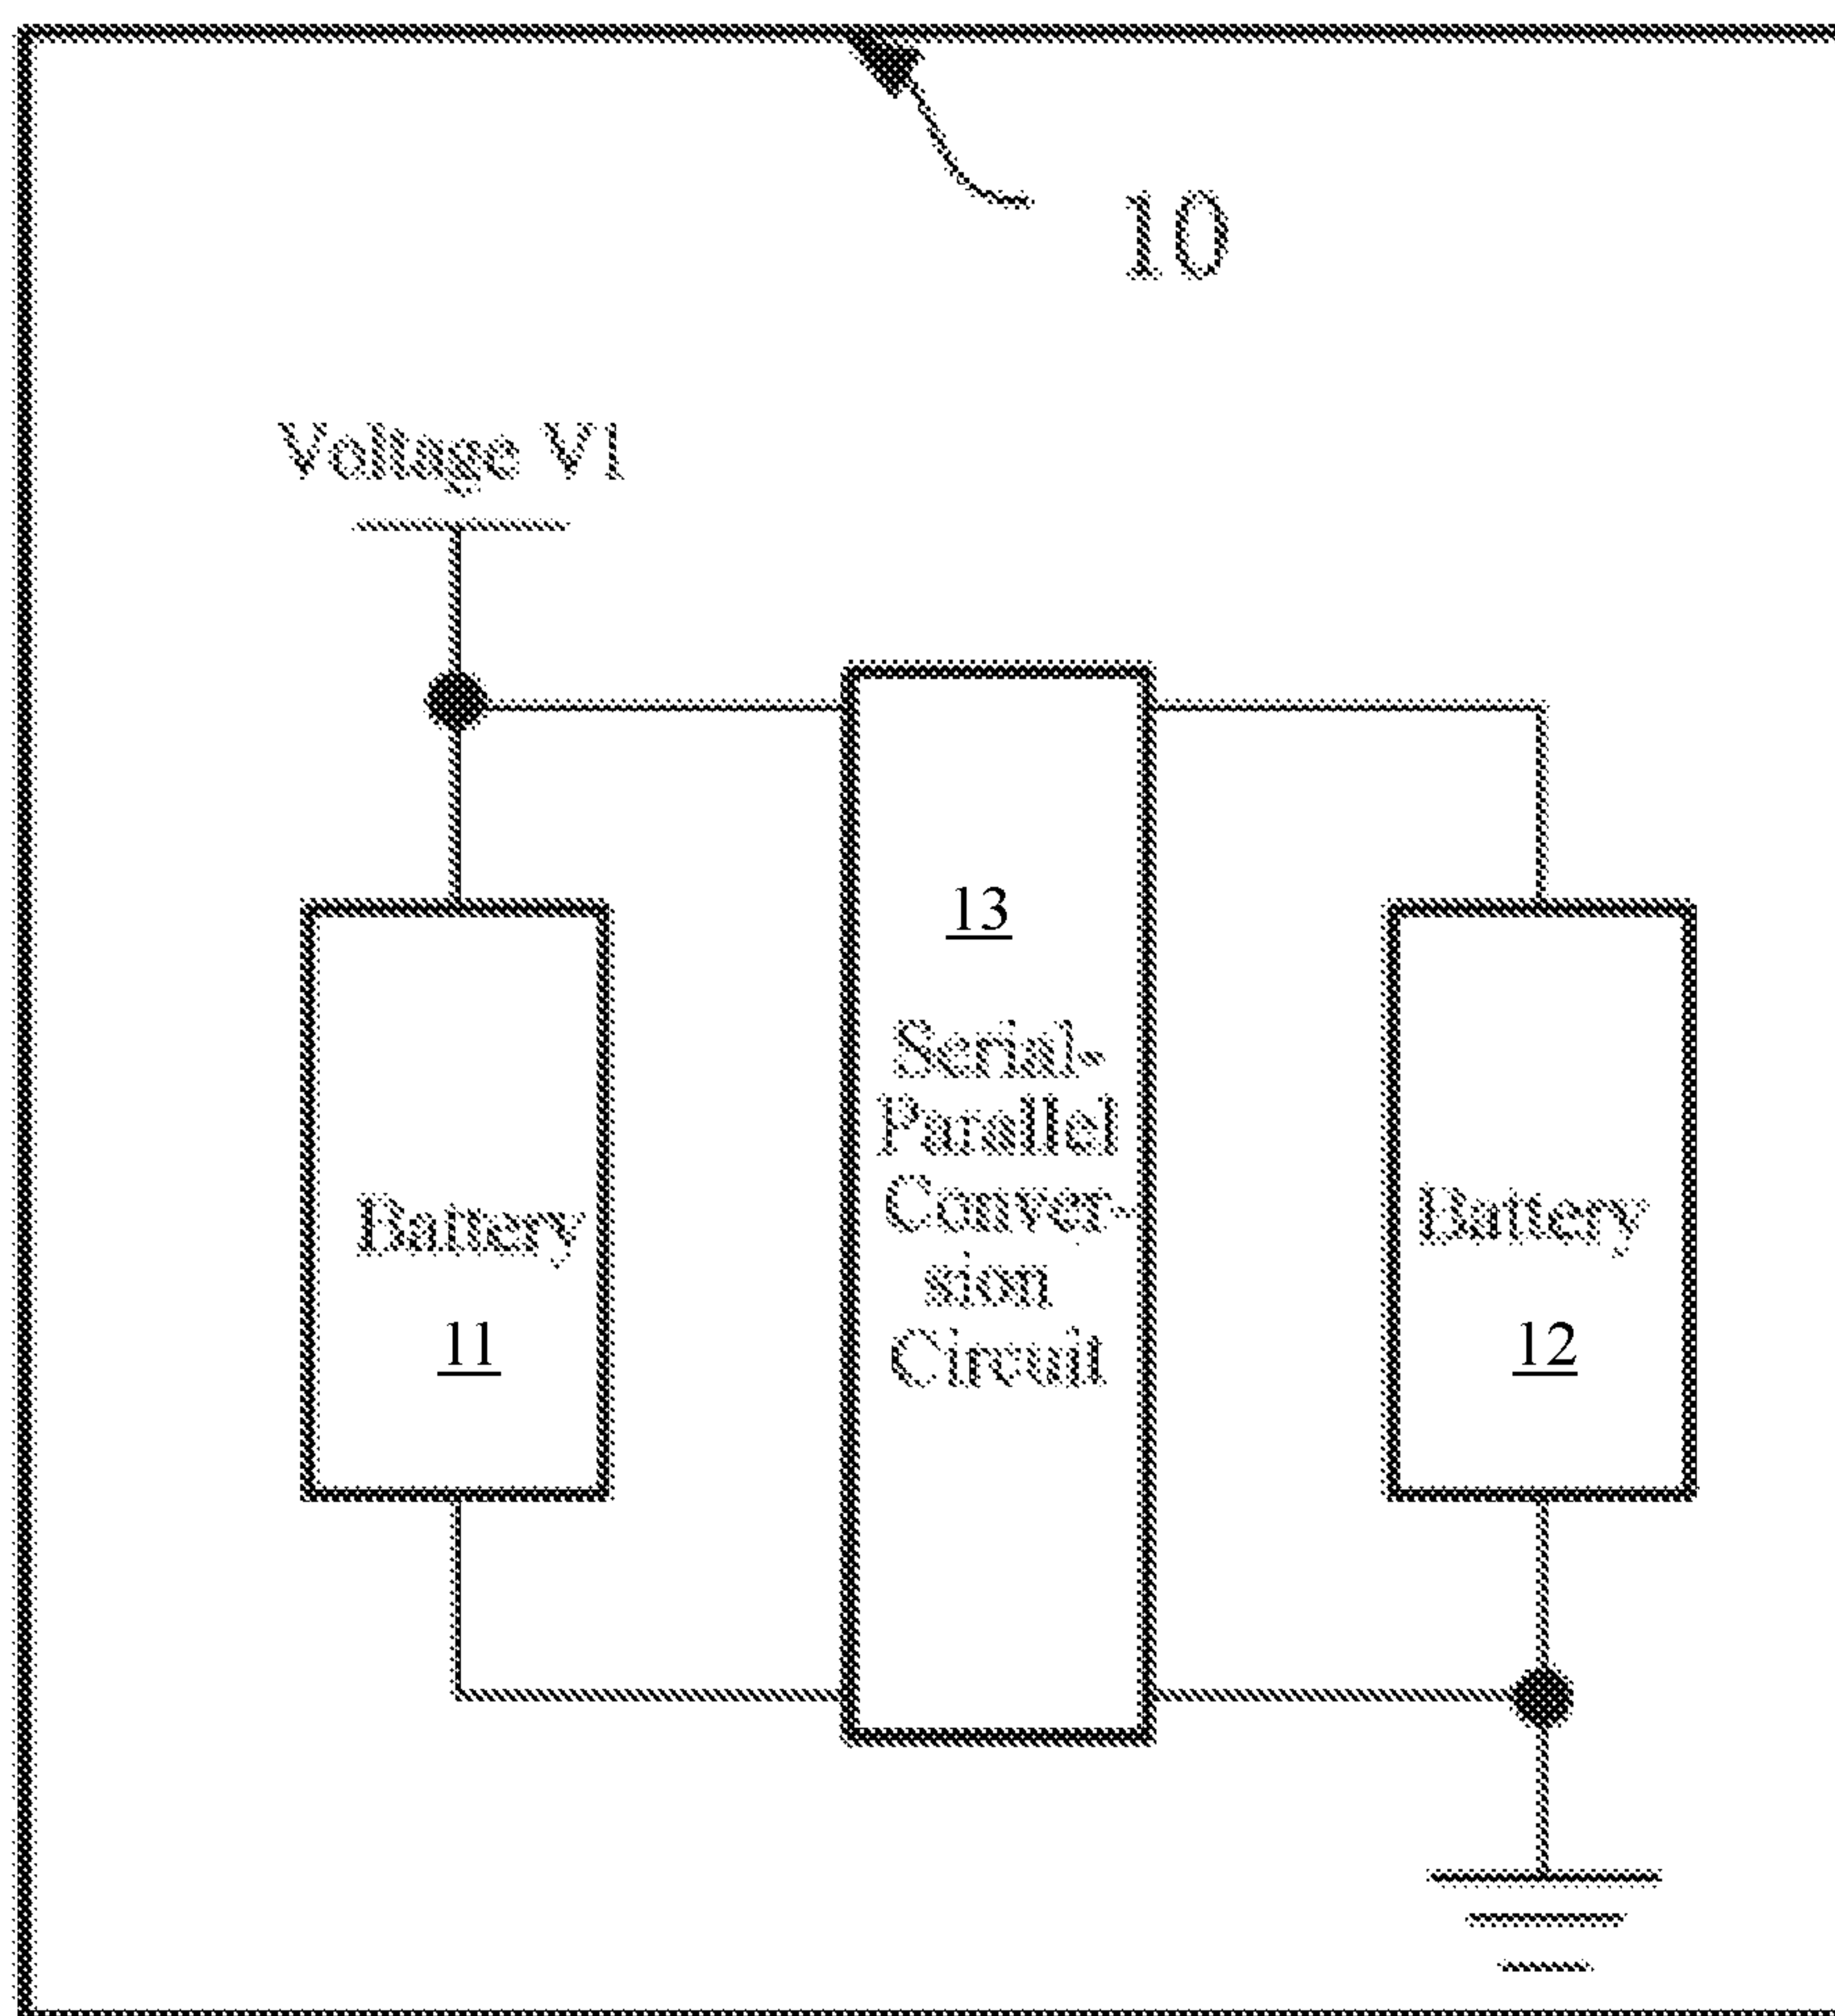 10
Voltage V1
13
Serial-
Parallel
Conver-
sion
Circuit
Battery
11
Battery
12